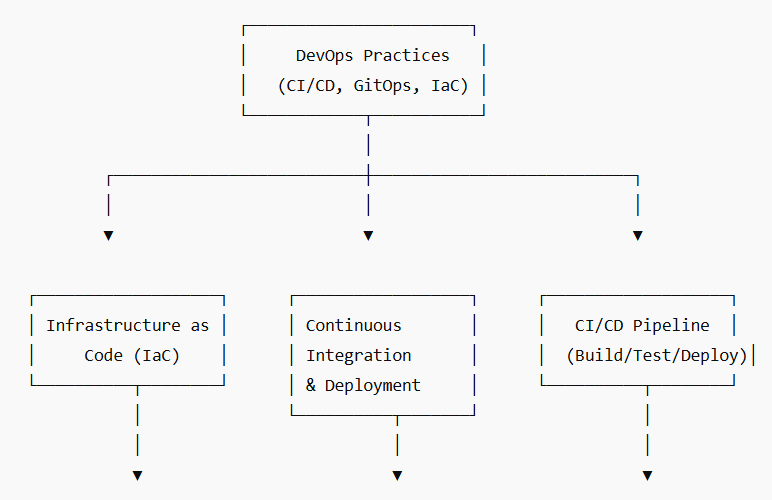 DevOps Practices
(CI/CD, GitOps, IaC)
Infrastructure as
Code (IaC)
Continuous
Integration
& Deployment
CI/CD Pipeline
(Build/Test/Deploy)